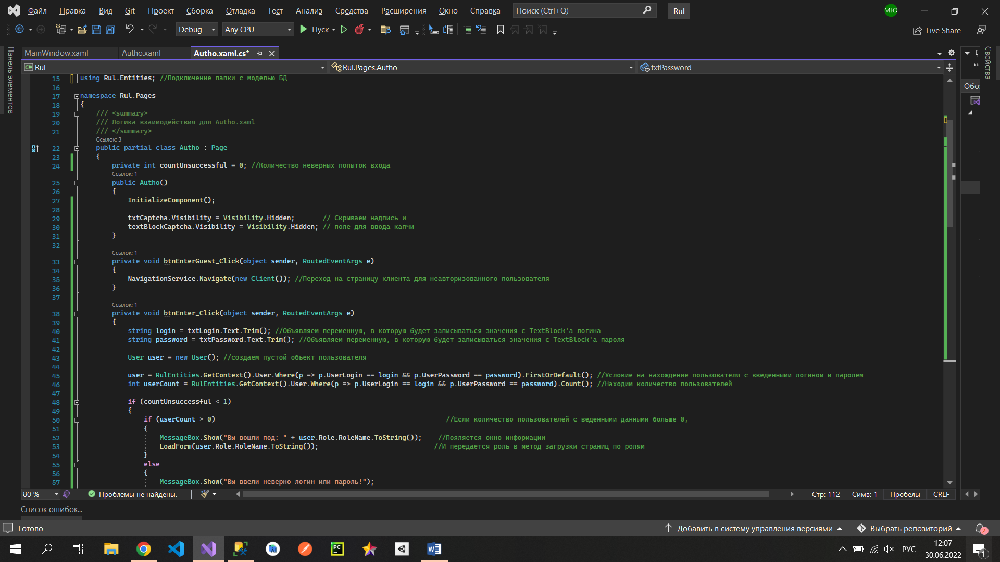 Файл Правка Вид Git Проект Сборка Отладка Тест Анализ Средства Расширения Окно Справка Поиск (Ctrl+Q) Rul МЮ
Debug Any CPU Пуск Live Share
Панель элементов
MainWindow.xaml Autho.xaml Autho.xaml.cs*
Свойства
Rul Rul.Pages.Autho txtPassword
Обо
15 using Rul.Entities; //Подключение папки с моделью БД
16
17 namespace Rul.Pages
18 {
19 /// <summary>
20 /// Логика взаимодействия для Autho.xaml
21 /// </summary>
Ссылок: 3
22 public partial class Autho : Page
23 {
24 private int countUnsuccessful = 0; //Количество неверных попыток входа
Ссылок: 1
25 public Autho()
26 {
27 InitializeComponent();
28
29 txtCaptcha.Visibility = Visibility.Hidden; // Скрываем надпись и
30 textBlockCaptcha.Visibility = Visibility.Hidden; // поле для ввода капчи
31 }
32
Ссылок: 1
33 private void btnEnterGuest_Click(object sender, RoutedEventArgs e)
34 {
35 NavigationService.Navigate(new Client()); //Переход на страницу клиента для неавторизованного пользователя
36 }
37
Ссылок: 1
38 private void btnEnter_Click(object sender, RoutedEventArgs e)
39 {
40 string login = txtLogin.Text.Trim(); //Объявляем переменную, в которую будет записываться значения с TextBlock'а логина
41 string password = txtPassword.Text.Trim(); //Объявляем переменную, в которую будет записываться значения с TextBlock'а пароля
42
43 User user = new User(); //создаем пустой объект пользователя
44
45 user = RulEntities.GetContext().User.Where(p => p.UserLogin == login && p.UserPassword == password).FirstOrDefault(); //Условие на нахождение пользователя с введенными логином и паролем
46 int userCount = RulEntities.GetContext().User.Where(p => p.UserLogin == login && p.UserPassword == password).Count(); //Находим количество пользователей
47
48 if (countUnsuccessful < 1)
49 {
50 if (userCount > 0) //Если количество пользователей с веденными данными больше 0,
51 {
52 MessageBox.Show("Вы вошли под: " + user.Role.RoleName.ToString()); //Пояляется окно информации
53 LoadForm(user.Role.RoleName.ToString()); //И передается роль в метод загрузки страниц по ролям
54 }
55 else
56 {
57 MessageBox.Show("Вы ввели неверно логин или пароль!");
80 % Проблемы не найдены. Стр: 112 Симв: 1 Пробелы CRLF
Список ошибок...
Готово Добавить в систему управления версиями Выбрать репозиторий 2
PC РУС 12:07
30.06.2022 1